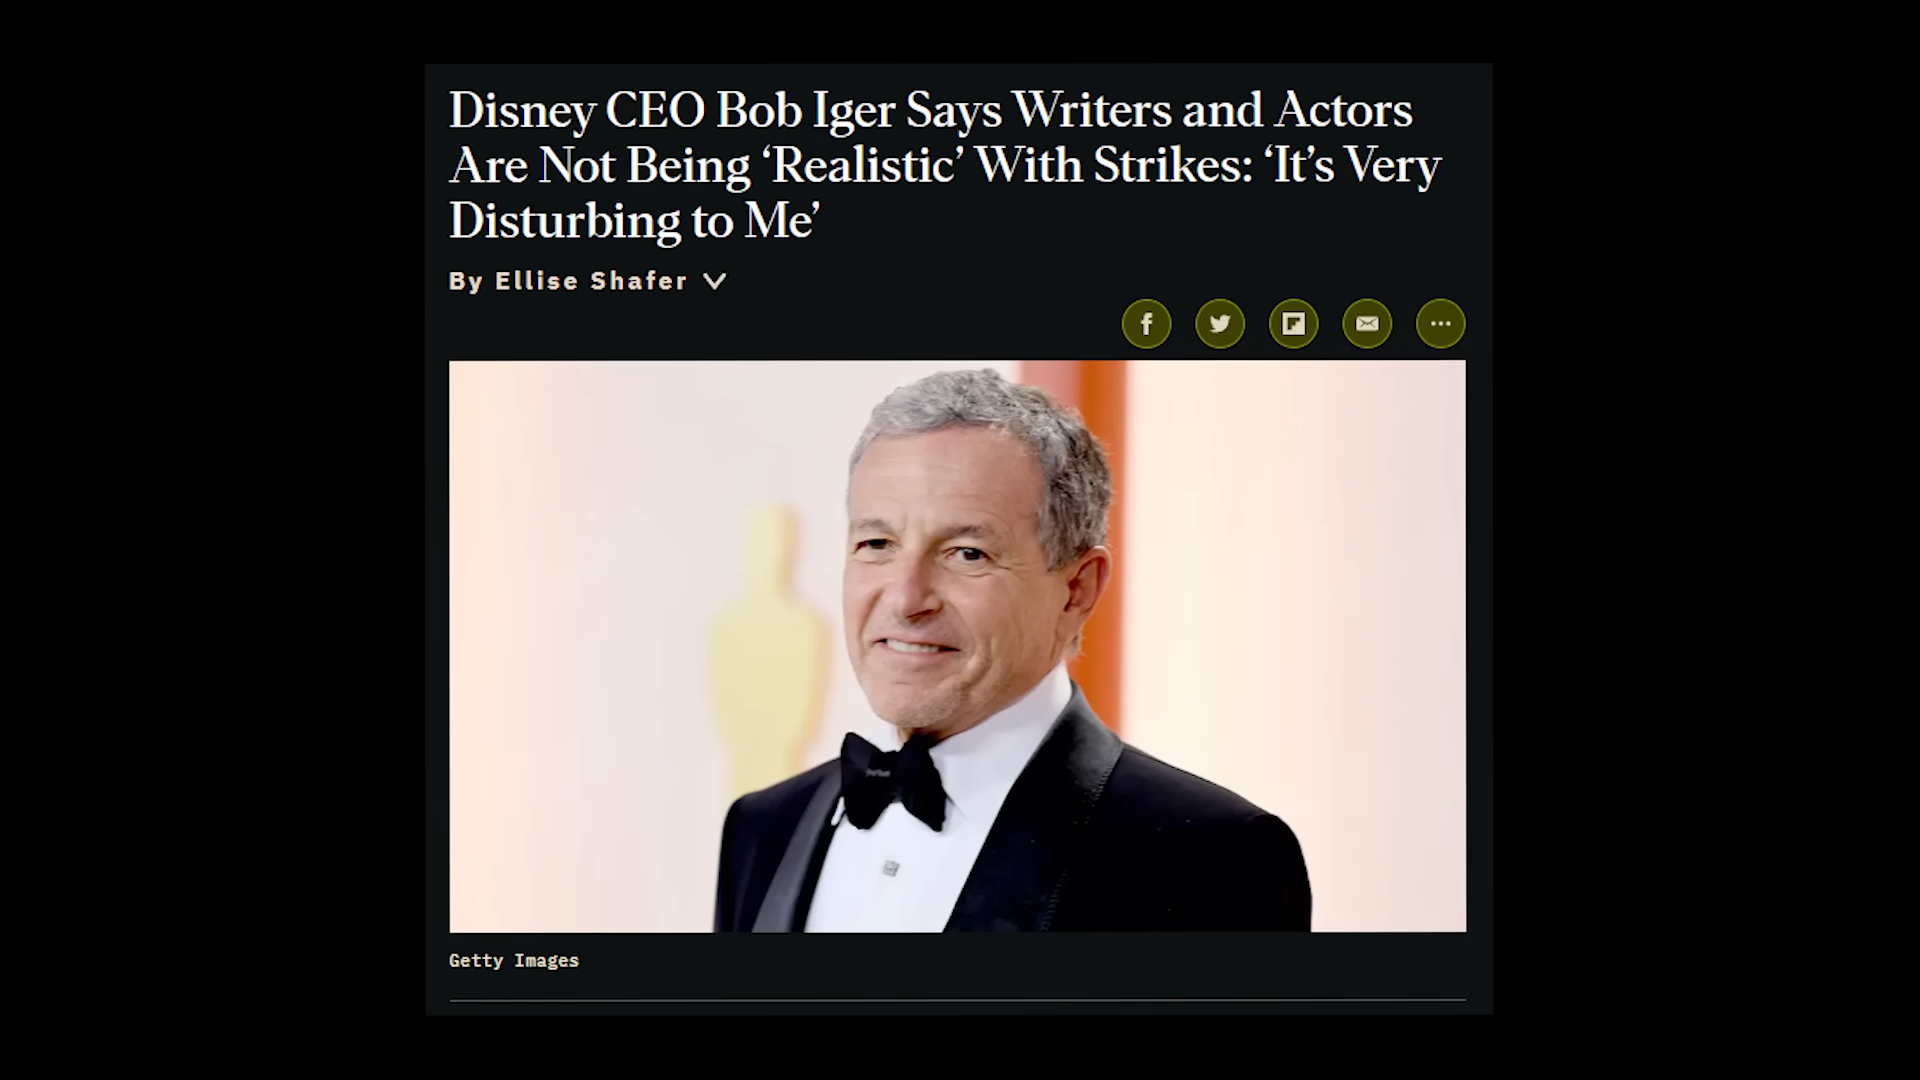 Disney CEO Bob Iger Says Writers and Actors
Are Not Being ‘Realistic’ With Strikes: ‘It’s Very
Disturbing to Me’
By Ellise Shafer
Getty Images